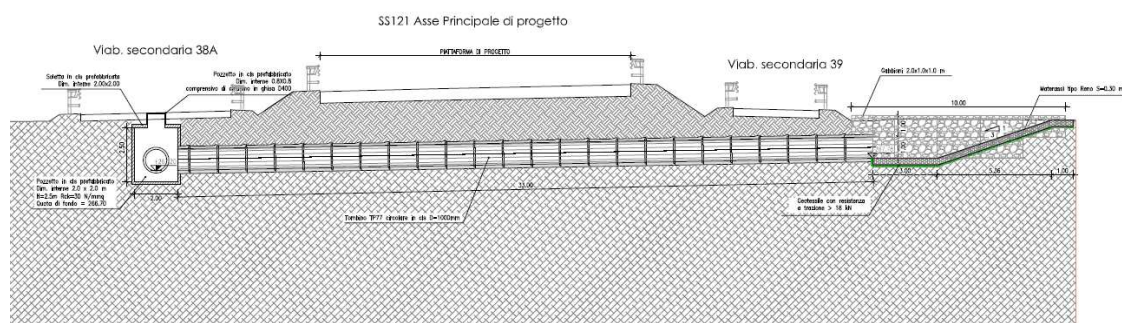 SS121 Asse Principale di progetto
Viab. secondaria 38A
PIATTAFORMA DI PROGETTO
Viab. secondaria 39
Soletta in cls prefabbricata
Dim. interne 2.00x2.00
Pozzetto in cls prefabbricato
Dim. interne 0.8X0.8
comprensivo di chiusino in ghisa D400
Gabbioni 2.0x1.0x1.0 m
Materassi tipo Reno S=0.30 m
10.00
2.50
Pozzetto in cls prefabbricato
Dim. interne 2.0 x 2.0 m
H=2.5m Rck=30 N/mmq
Quota di fondo = 266.70
2.00
33.00
3.00
5.26
1.00
Tombino TP77 circolare in cls D=1000mm
Geotessile con resistenza
a trazione > 18 kN